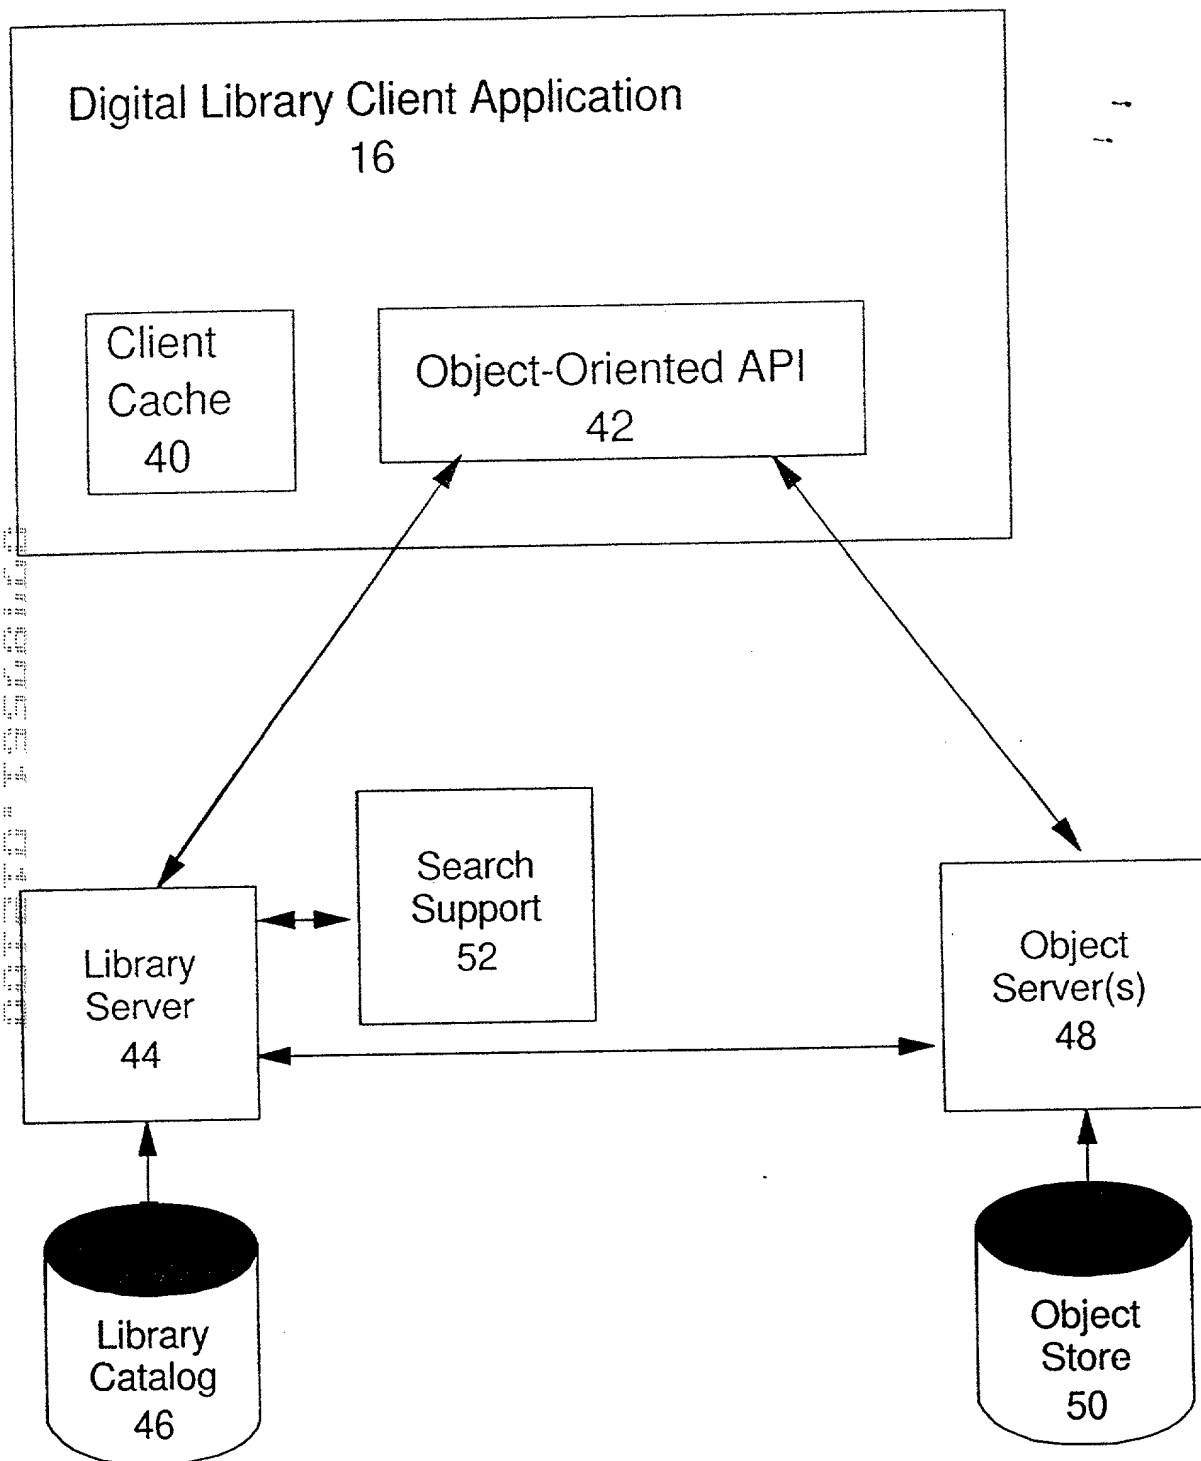 Digital Library Client Application
16
Client
Cache
40
Object-Oriented API
42
Search
Support
52
Library
Server
44
Object
Server(s)
48
Library
Catalog
46
Object
Store
50